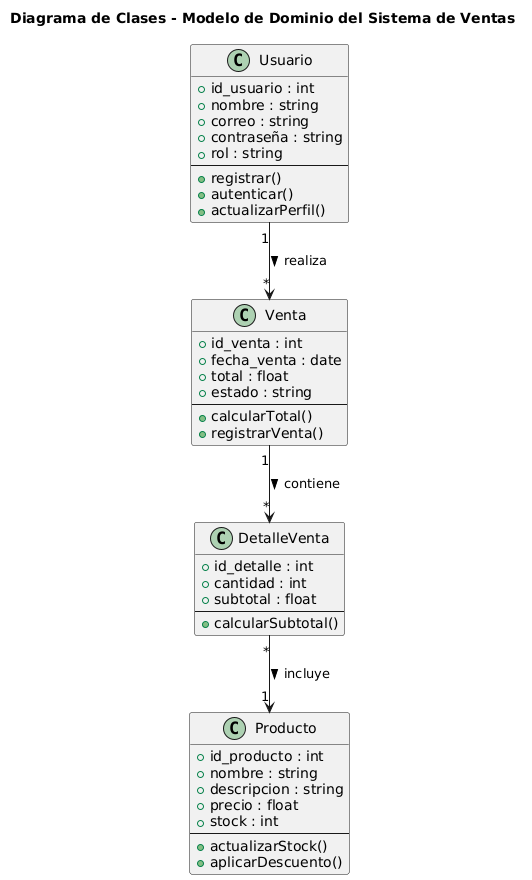 Diagrama de Clases - Modelo de Dominio del Sistema de Ventas
C Usuario
id_usuario : int
nombre : string
correo : string
contraseña : string
rol : string
registrar()
autenticar()
actualizarPerfil()
1
realiza
*
C Venta
id_venta : int
fecha_venta : date
total : float
estado : string
calcularTotal()
registrarVenta()
1
contiene
*
C DetalleVenta
id_detalle : int
cantidad : int
subtotal : float
calcularSubtotal()
*
incluye
1
C Producto
id_producto : int
nombre : string
descripcion : string
precio : float
stock : int
actualizarStock()
aplicarDescuento()